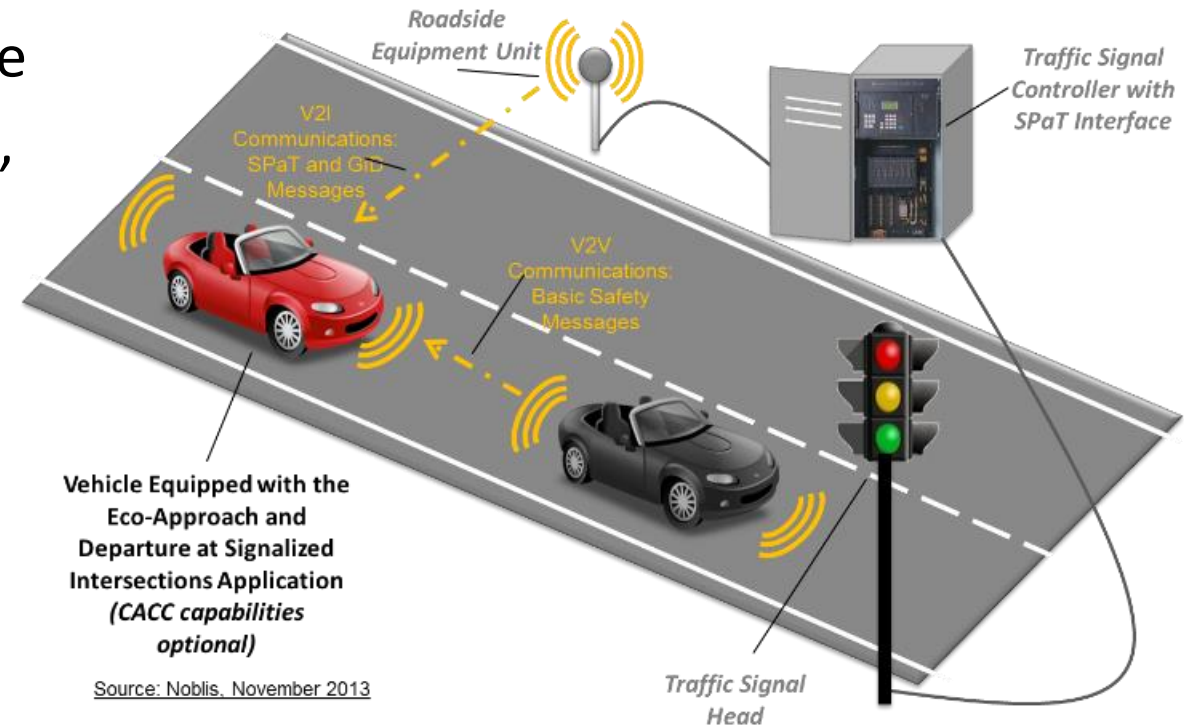 e
,
Roadside
Equipment Unit
Traffic Signal
Controller with
SPaT Interface
V2I
Communications:
SPaT and GID
Messages
V2V
Communications:
Basic Safety
Messages
Vehicle Equipped with the
Eco-Approach and
Departure at Signalized
Intersections Application
(CACC capabilities
optional)
Source: Noblis, November 2013
Traffic Signal
Head